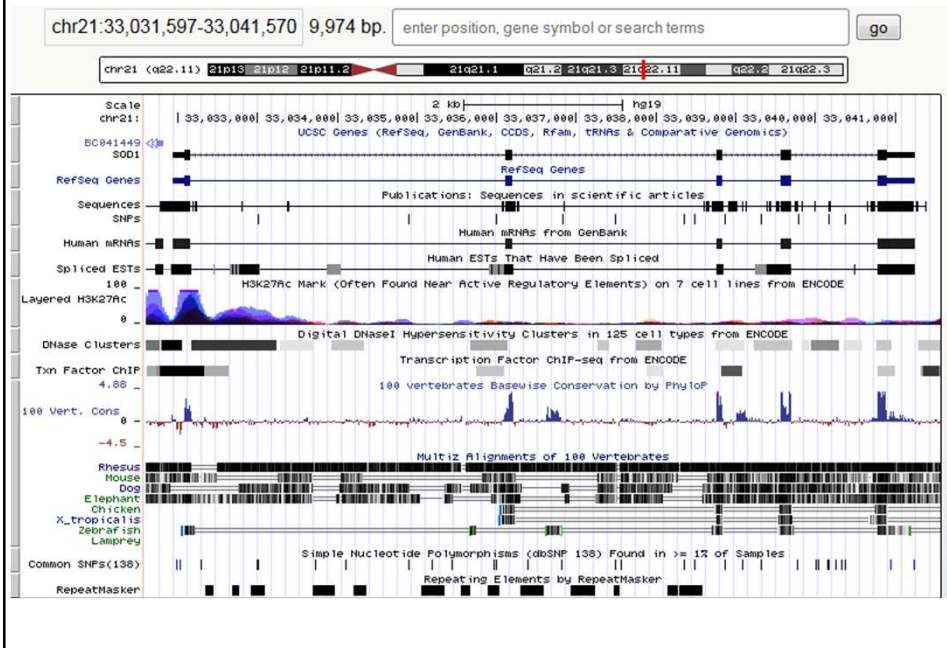 chr21:33,031,597-33,041,570 9,974 bp. enter position, gene symbol or search terms go
chr21 (q22.11) 21p13 21p12 21p11.2 21q21.1 q21.2 21q21.3 21q22.11 q22.2 21q22.3
Scale 2 kb hg19
chr21: 33,033,000 33,034,000 33,035,000 33,036,000 33,037,000 33,038,000 33,039,000 33,040,000 33,041,000
UCSC Genes (RefSeq, GenBank, CCDS, Rfam, tRNAs & Comparative Genomics)
BC041449
SOD1
RefSeq Genes
RefSeq Genes
Publications: Sequences in scientific articles
Sequences
SNPs
Human mRNAs from GenBank
Human mRNAs
Human ESTs That Have Been Spliced
Spliced ESTs
H3K27Ac Mark (Often Found Near Active Regulatory Elements) on 7 cell lines from ENCODE
100
Layered H3K27Ac
0
Digital DNaseI Hypersensitivity Clusters in 125 cell types from ENCODE
DNase Clusters
Transcription Factor ChIP-seq from ENCODE
Txn Factor ChIP
4.88
100 vertebrates Basewise Conservation by PhyloP
100 Vert. Cons
0
-4.5
Multiz Alignments of 100 Vertebrates
Rhesus
Mouse
Dog
Elephant
Chicken
X_tropicalis
Zebrafish
Lamprey
Simple Nucleotide Polymorphisms (dbSNP 138) Found in >= 1% of Samples
Common SNPs(138)
Repeating Elements by RepeatMasker
RepeatMasker